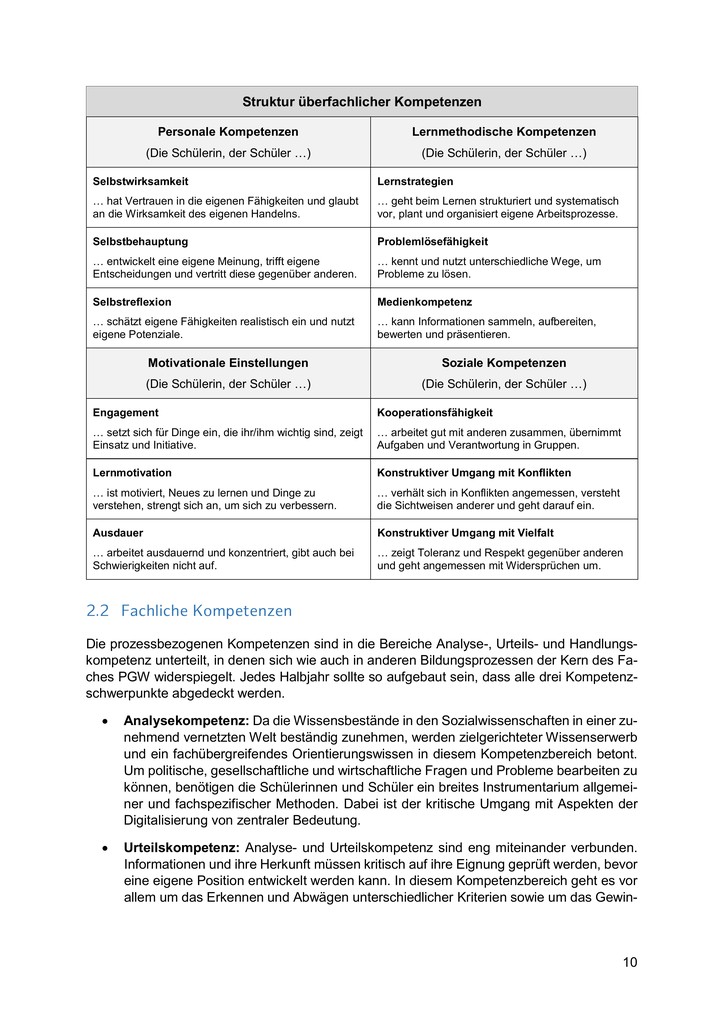 Struktur überfachlicher Kompetenzen
Personale Kompetenzen
(Die Schülerin, der Schüler …)
Lernmethodische Kompetenzen
(Die Schülerin, der Schüler …)
Selbstwirksamkeit
… hat Vertrauen in die eigenen Fähigkeiten und glaubt
an die Wirksamkeit des eigenen Handelns.
Lernstrategien
… geht beim Lernen strukturiert und systematisch
vor, plant und organisiert eigene Arbeitsprozesse.
Selbstbehauptung
… entwickelt eine eigene Meinung, trifft eigene
Entscheidungen und vertritt diese gegenüber anderen.
Problemlösefähigkeit
… kennt und nutzt unterschiedliche Wege, um
Probleme zu lösen.
Selbstreflexion
… schätzt eigene Fähigkeiten realistisch ein und nutzt
eigene Potenziale.
Medienkompetenz
… kann Informationen sammeln, aufbereiten,
bewerten und präsentieren.
Motivationale Einstellungen
(Die Schülerin, der Schüler …)
Soziale Kompetenzen
(Die Schülerin, der Schüler …)
Engagement
… setzt sich für Dinge ein, die ihr/ihm wichtig sind, zeigt
Einsatz und Initiative.
Kooperationsfähigkeit
… arbeitet gut mit anderen zusammen, übernimmt
Aufgaben und Verantwortung in Gruppen.
Lernmotivation
… ist motiviert, Neues zu lernen und Dinge zu
verstehen, strengt sich an, um sich zu verbessern.
Konstruktiver Umgang mit Konflikten
… verhält sich in Konflikten angemessen, versteht
die Sichtweisen anderer und geht darauf ein.
Ausdauer
… arbeitet ausdauernd und konzentriert, gibt auch bei
Schwierigkeiten nicht auf.
Konstruktiver Umgang mit Vielfalt
… zeigt Toleranz und Respekt gegenüber anderen
und geht angemessen mit Widersprüchen um.
2.2 Fachliche Kompetenzen
Die prozessbezogenen Kompetenzen sind in die Bereiche Analyse-, Urteils- und Handlungs-
kompetenz unterteilt, in denen sich wie auch in anderen Bildungsprozessen der Kern des Fa-
ches PGW widerspiegelt. Jedes Halbjahr sollte so aufgebaut sein, dass alle drei Kompetenz-
schwerpunkte abgedeckt werden.
• Analysekompetenz: Da die Wissensbestände in den Sozialwissenschaften in einer zu-
nehmend vernetzten Welt beständig zunehmen, werden zielgerichteter Wissenserwerb
und ein fachübergreifendes Orientierungswissen in diesem Kompetenzbereich betont.
Um politische, gesellschaftliche und wirtschaftliche Fragen und Probleme bearbeiten zu
können, benötigen die Schülerinnen und Schüler ein breites Instrumentarium allgemei-
ner und fachspezifischer Methoden. Dabei ist der kritische Umgang mit Aspekten der
Digitalisierung von zentraler Bedeutung.
• Urteilskompetenz: Analyse- und Urteilskompetenz sind eng miteinander verbunden.
Informationen und ihre Herkunft müssen kritisch auf ihre Eignung geprüft werden, bevor
eine eigene Position entwickelt werden kann. In diesem Kompetenzbereich geht es vor
allem um das Erkennen und Abwägen unterschiedlicher Kriterien sowie um das Gewin-
10